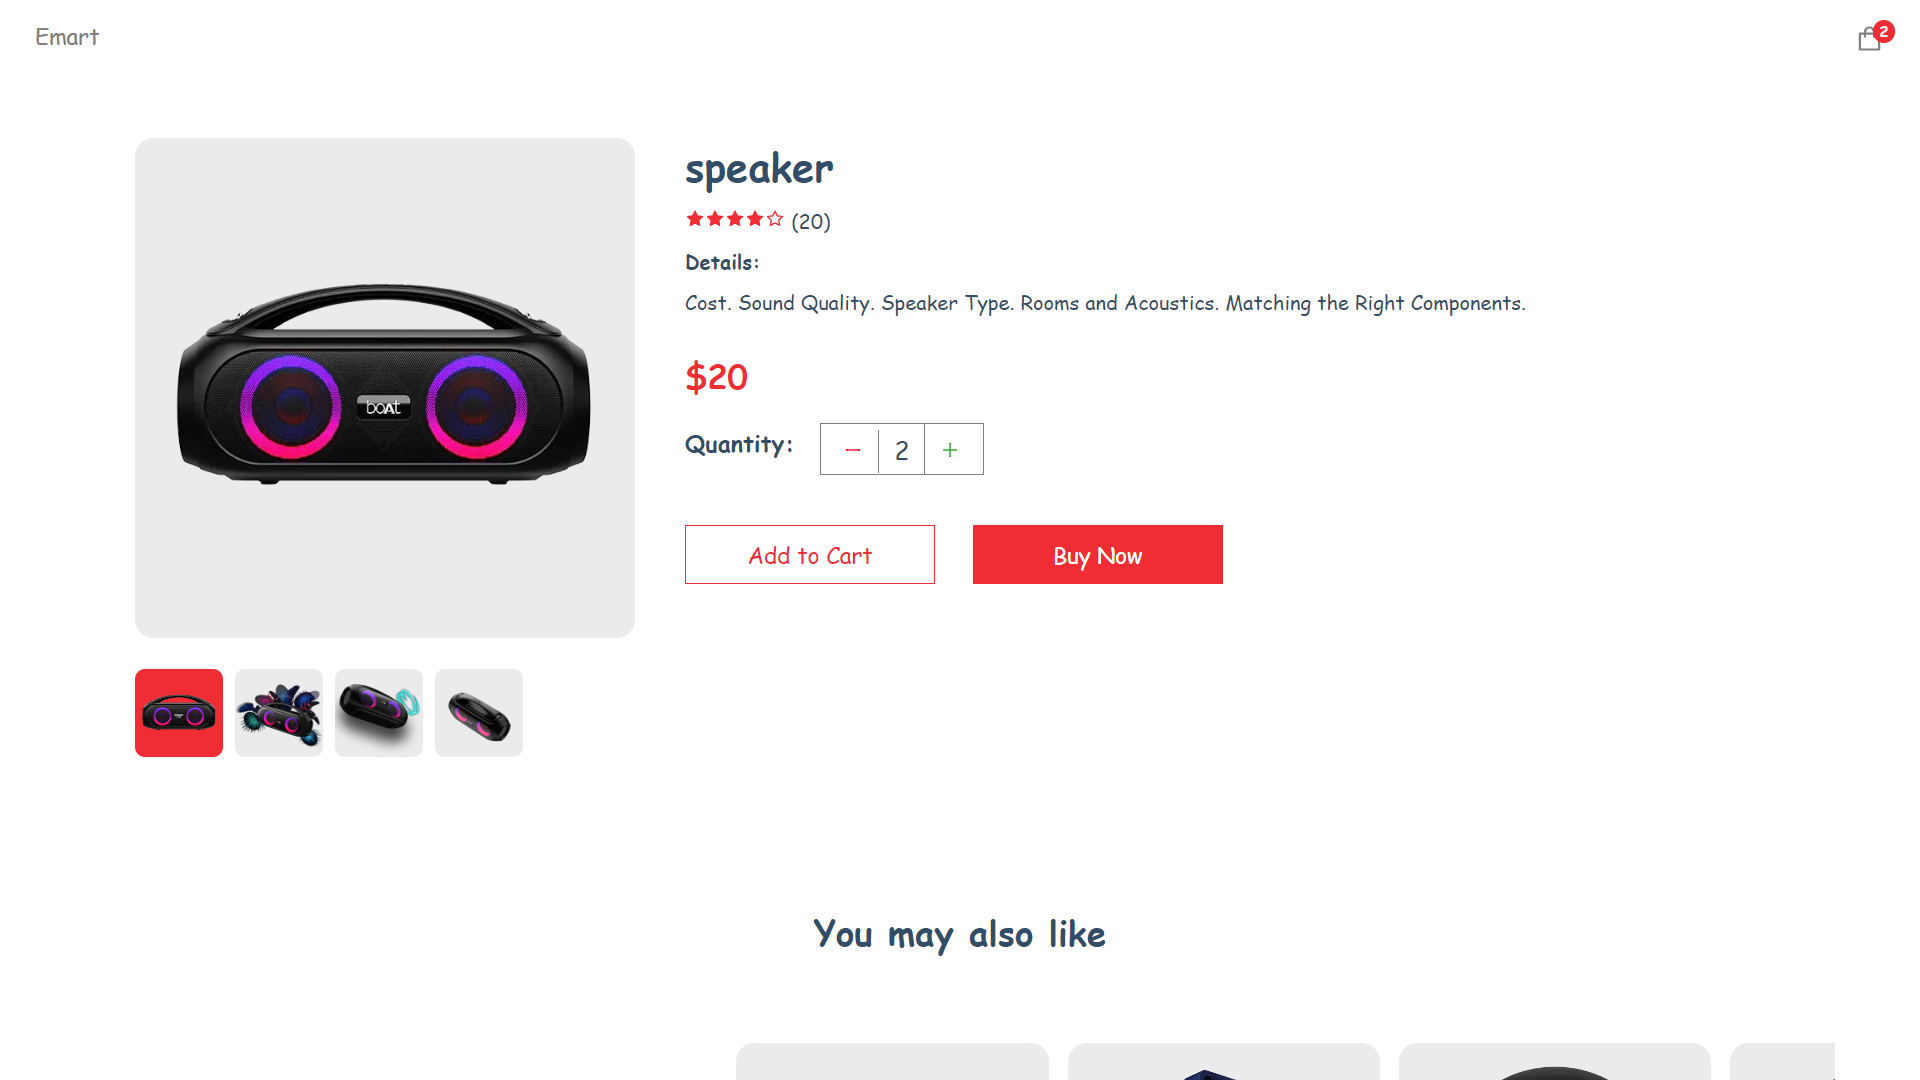 Emart
2
speaker
(20)
Details:
Cost. Sound Quality. Speaker Type. Rooms and Acoustics. Matching the Right Components.
boAt
$20
Quantity:
− 2 +
Add to Cart
Buy Now
You may also like